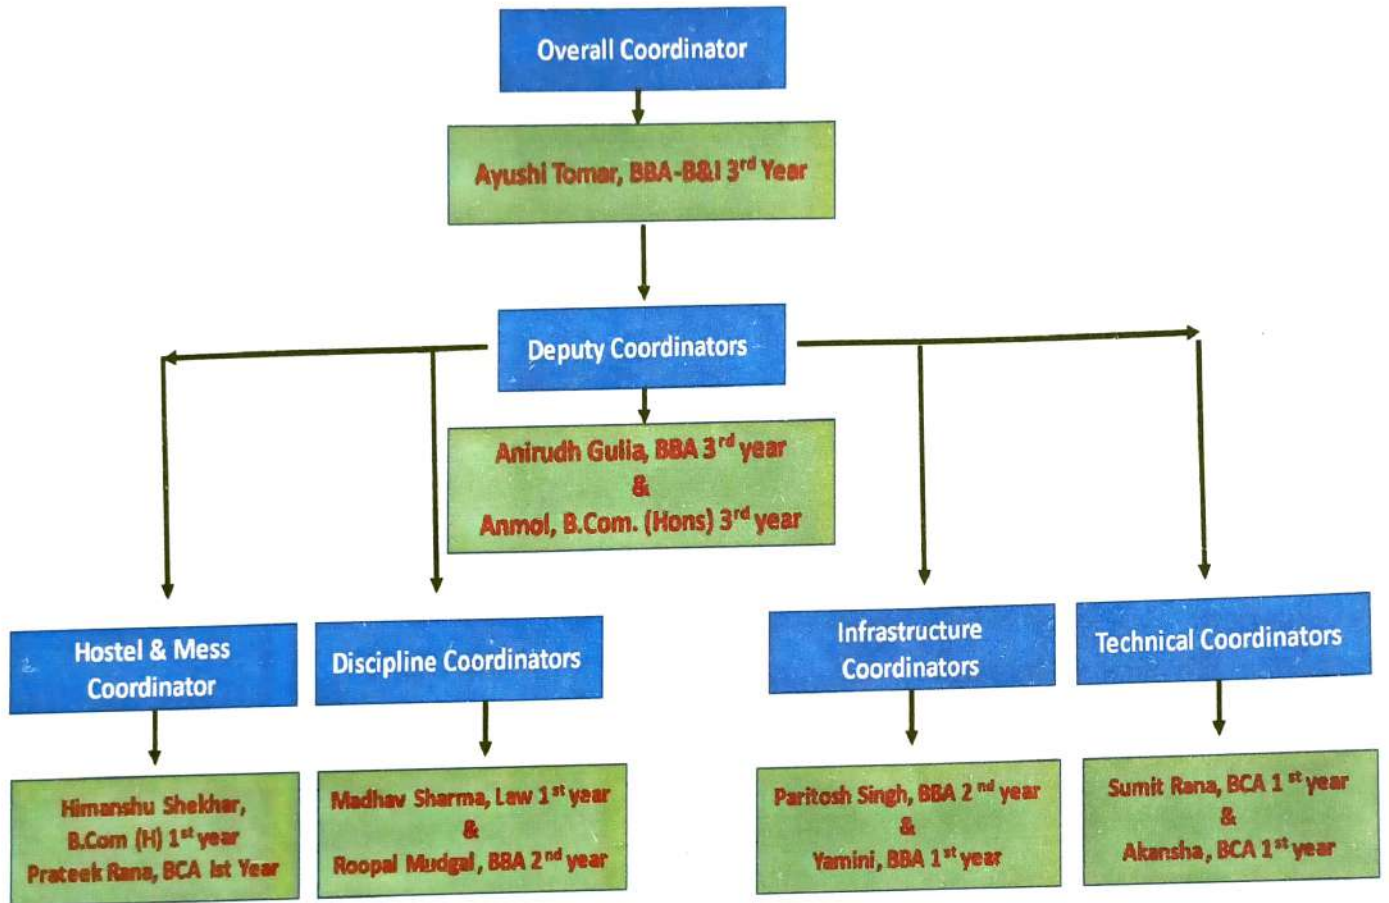 Overall Coordinator
Ayushi Tomar, BBA-B&I 3rd Year
Deputy Coordinators
Anirudh Gulia, BBA 3rd year
&
Anmol, B.Com. (Hons) 3rd year
Hostel & Mess
Coordinator
Discipline Coordinators
Infrastructure
Coordinators
Technical Coordinators
Himanshu Shekhar,
B.Com (H) 1st year
Prateek Rana, BCA Ist Year
Madhav Sharma, Law 1st year
&
Roopal Mudgal, BBA 2nd year
Paritosh Singh, BBA 2nd year
&
Yamini, BBA 1st year
Sumit Rana, BCA 1st year
&
Akansha, BCA 1st year